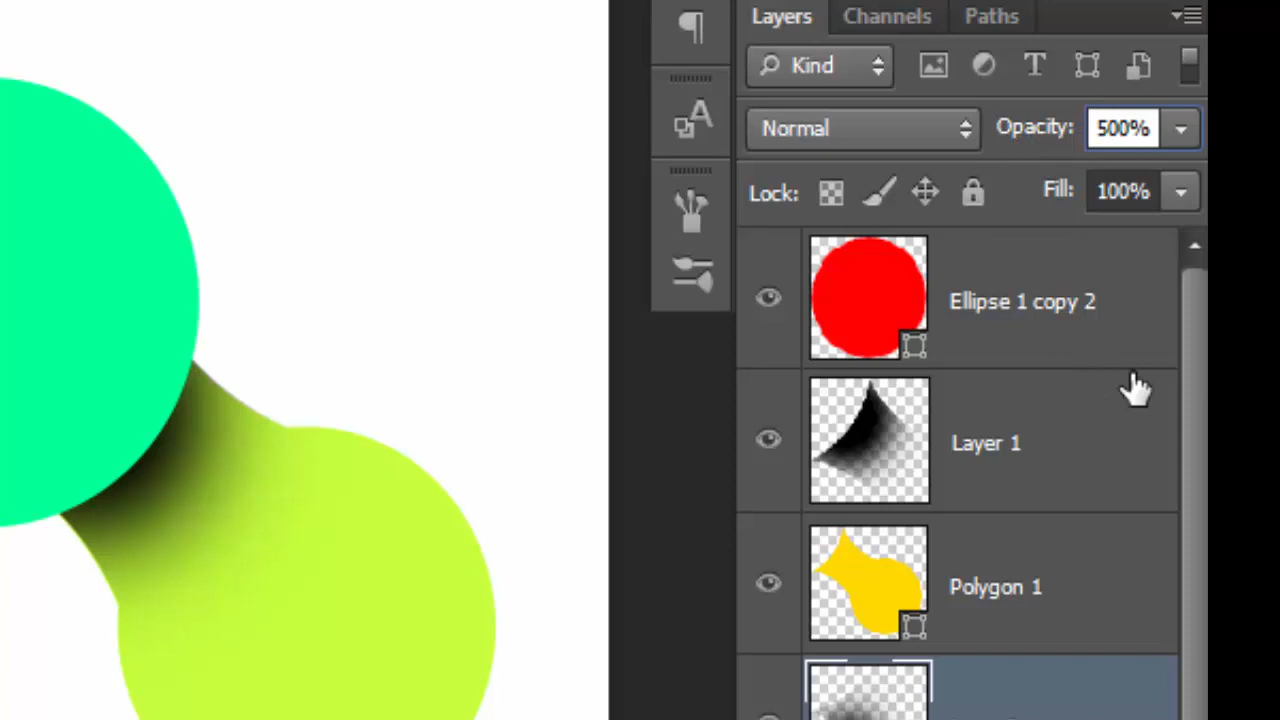 Layers Channels Paths
Kind
Normal Opacity: 500%
Lock: Fill: 100%
Ellipse 1 copy 2
Layer 1
Polygon 1